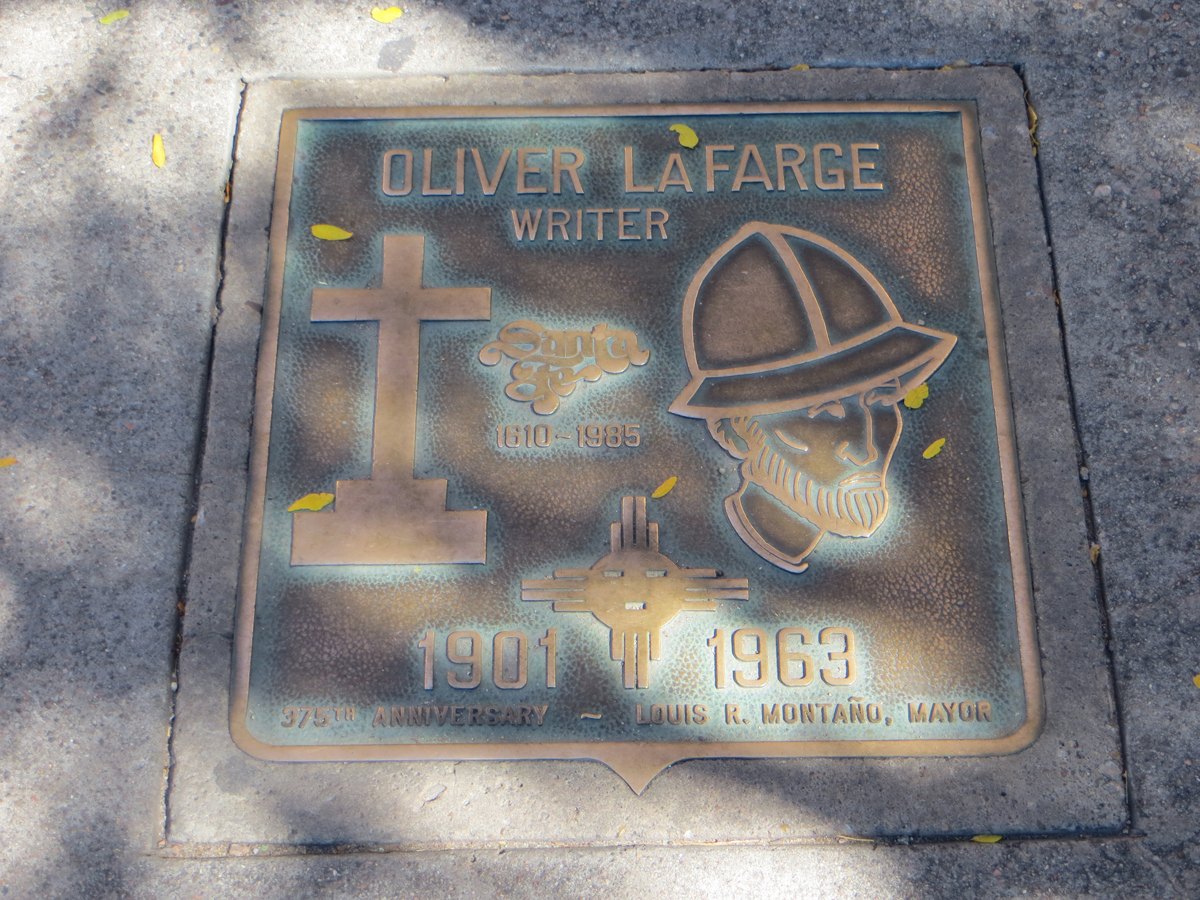 OLIVER LAFARGE
WRITER
Santa
Fe
1610~1985
1901 1963
375TH ANNIVERSARY ~ LOUIS R. MONTAÑO, MAYOR